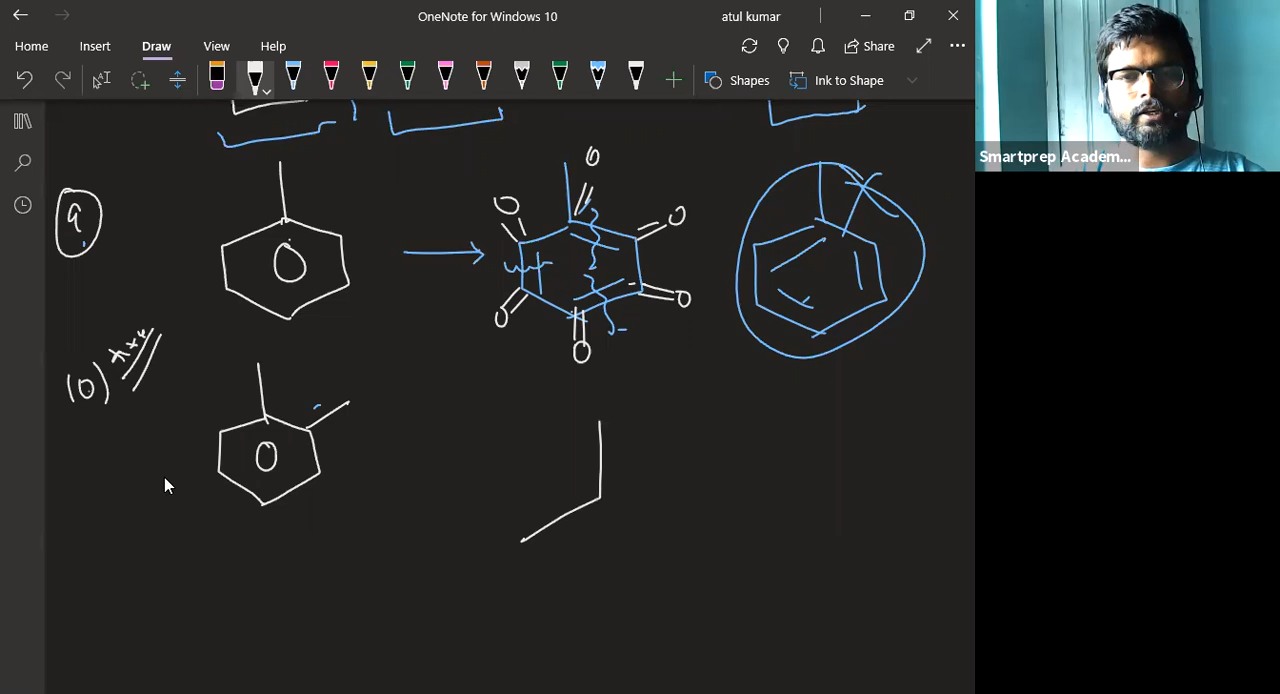 OneNote for Windows 10
atul kumar
Home Insert Draw View Help
Share
Shapes
Ink to Shape
Smartprep Academ...
O
O
O
9
O
O
O
O
10)
O